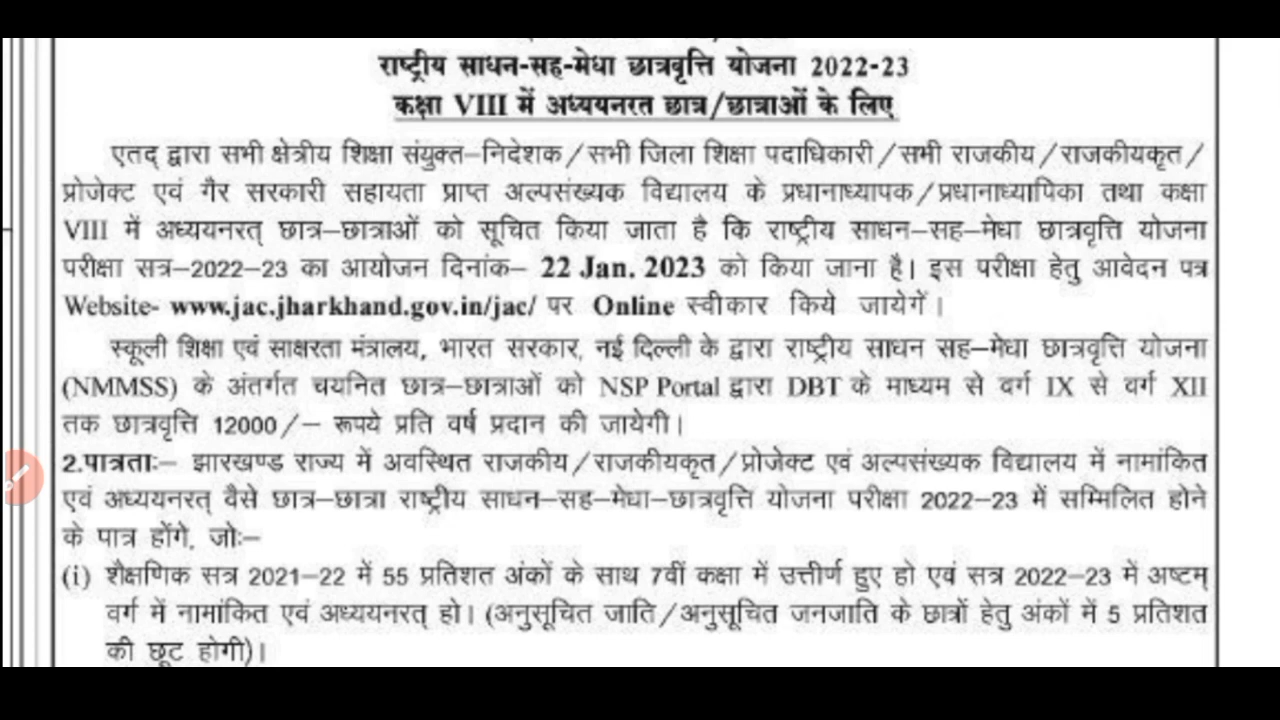 राष्ट्रीय साधन-सह-मेधा छात्रवृत्ति योजना 2022-23
कक्षा VIII में अध्ययनरत छात्र/छात्राओं के लिए
एतद् द्वारा सभी क्षेत्रीय शिक्षा संयुक्त–निदेशक/सभी जिला शिक्षा पदाधिकारी/सभी राजकीय/राजकीयकृत/
प्रोजेक्ट एवं गैर सरकारी सहायता प्राप्त अल्पसंख्यक विद्यालय के प्रधानाध्यापक/प्रधानाध्यापिका तथा कक्षा
VIII में अध्ययनरत् छात्र–छात्राओं को सूचित किया जाता है कि राष्ट्रीय साधन–सह–मेधा छात्रवृत्ति योजना
परीक्षा सत्र–2022–23 का आयोजन दिनांक– 22 Jan. 2023 को किया जाना है। इस परीक्षा हेतु आवेदन पत्र
Website- www.jac.jharkhand.gov.in/jac/ पर Online स्वीकार किये जायेगें।
स्कूली शिक्षा एवं साक्षरता मंत्रालय, भारत सरकार, नई दिल्ली के द्वारा राष्ट्रीय साधन सह–मेधा छात्रवृत्ति योजना
(NMMSS) के अंतर्गत चयनित छात्र–छात्राओं को NSP Portal द्वारा DBT के माध्यम से वर्ग IX से वर्ग XII
तक छात्रवृत्ति 12000/– रूपये प्रति वर्ष प्रदान की जायेगी।
2.पात्रताः– झारखण्ड राज्य में अवस्थित राजकीय/राजकीयकृत/प्रोजेक्ट एवं अल्पसंख्यक विद्यालय में नामांकित
एवं अध्ययनरत् वैसे छात्र–छात्रा राष्ट्रीय साधन–सह–मेधा–छात्रवृत्ति योजना परीक्षा 2022–23 में सम्मिलित होने
के पात्र होंगे, जोः–
(i) शैक्षणिक सत्र 2021–22 में 55 प्रतिशत अंकों के साथ 7वीं कक्षा में उत्तीर्ण हुए हो एवं सत्र 2022–23 में अष्टम्
वर्ग में नामांकित एवं अध्ययनरत् हो। (अनुसूचित जाति/अनुसूचित जनजाति के छात्रों हेतु अंकों में 5 प्रतिशत
की छूट होगी)।